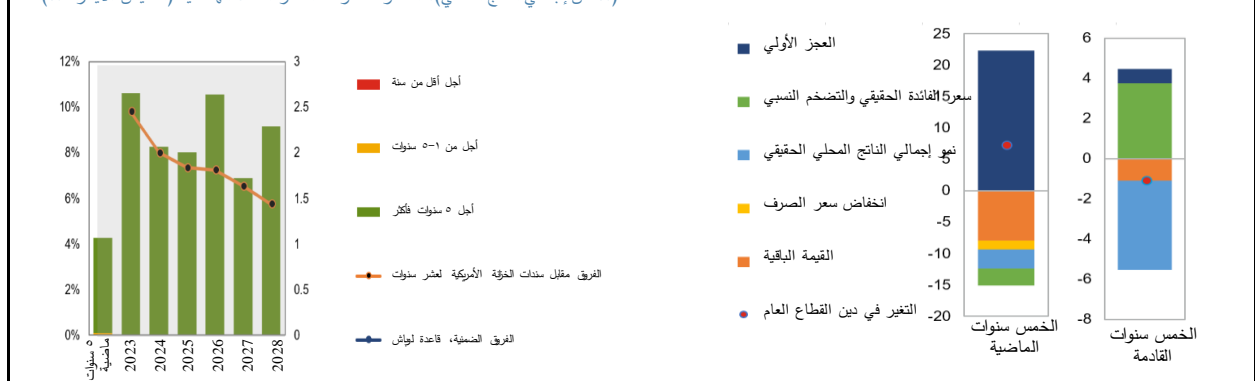 العجز الأولي
سعر الفائدة الحقيقي والتضخم النسبي
نمو إجمالي الناتج المحلي الحقيقي
انخفاض سعر الصرف
القيمة الباقية
التغير في دين القطاع العام
25
20
15
10
5
0
-5
-10
-15
-20
الخمس سنوات
الماضية
6
4
2
0
-2
-4
-6
-8
الخمس سنوات
القادمة
12%
10%
8%
6%
4%
2%
0%
3
2.5
2
1.5
1
0.5
0
٥ سنوات
ماضية
2023
2024
2025
2026
2027
2028
أجل أقل من سنة
أجل من ١-٥ سنوات
أجل ٥ سنوات فأكثر
الفروق مقابل سندات الخزانة الأمريكية لعشر سنوات
الفروق الضمنية، قاعدة لوباش